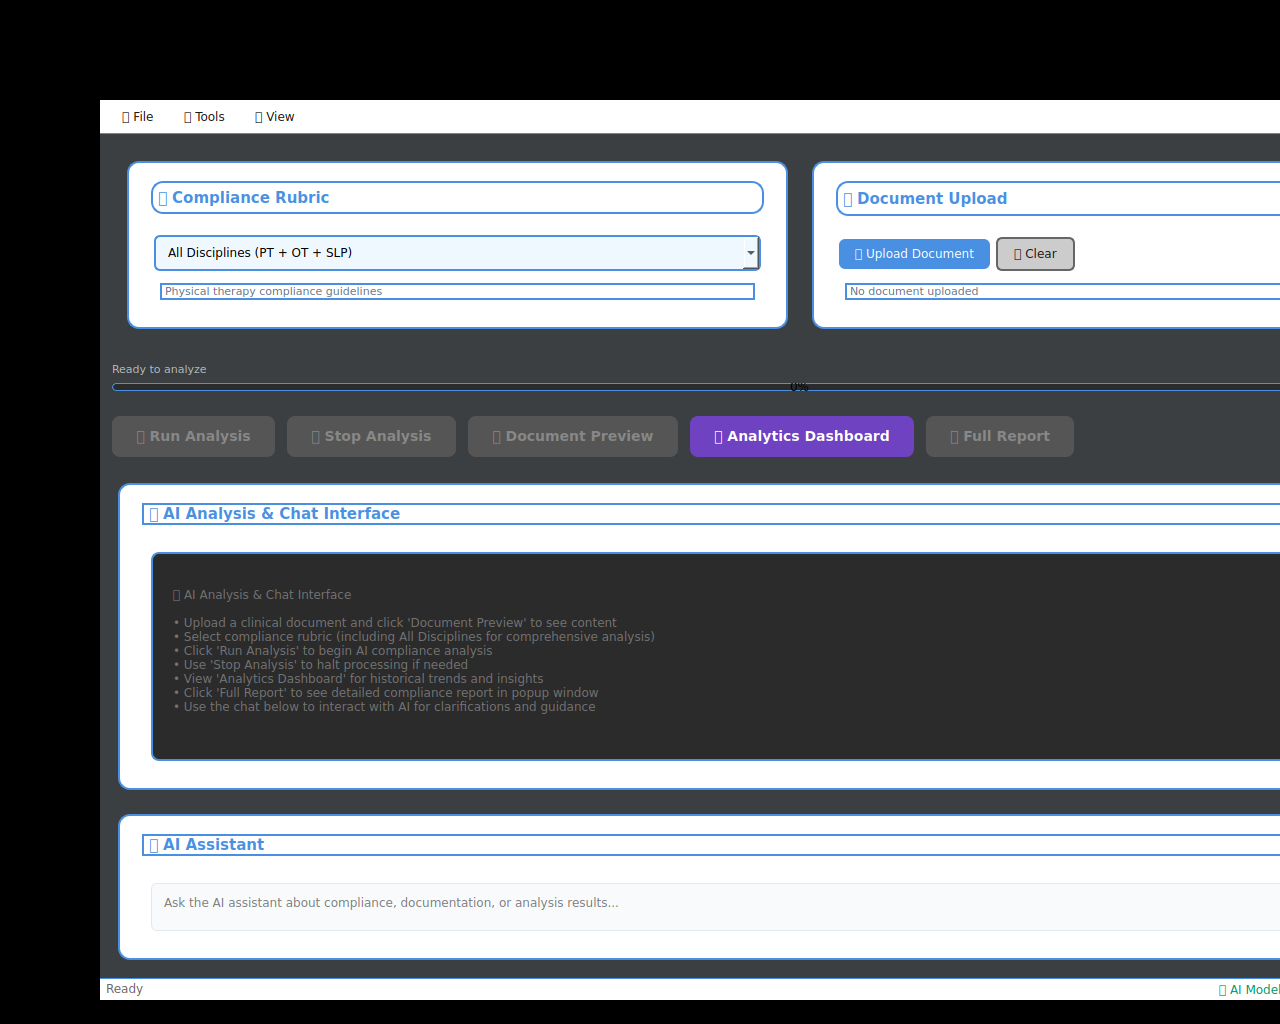 File Tools View
Compliance Rubric
Document Upload
All Disciplines (PT + OT + SLP)
Upload Document Clear
Physical therapy compliance guidelines
No document uploaded
Ready to analyze
0%
Run Analysis Stop Analysis Document Preview Analytics Dashboard Full Report
AI Analysis & Chat Interface
AI Analysis & Chat Interface
• Upload a clinical document and click 'Document Preview' to see content
• Select compliance rubric (including All Disciplines for comprehensive analysis)
• Click 'Run Analysis' to begin AI compliance analysis
• Use 'Stop Analysis' to halt processing if needed
• View 'Analytics Dashboard' for historical trends and insights
• Click 'Full Report' to see detailed compliance report in popup window
• Use the chat below to interact with AI for clarifications and guidance
AI Assistant
Ask the AI assistant about compliance, documentation, or analysis results...
Ready
AI Model